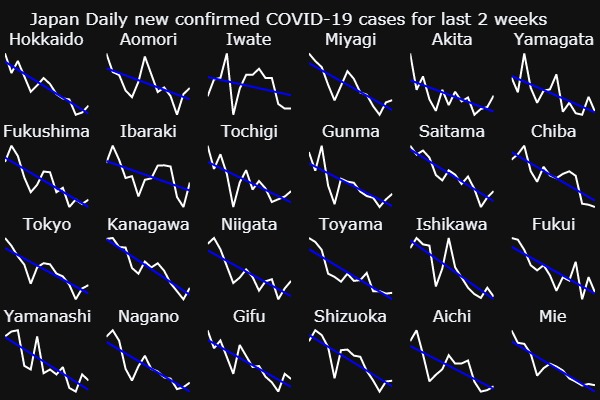 Japan Daily new confirmed COVID-19 cases for last 2 weeks
Hokkaido Aomori Iwate Miyagi Akita Yamagata
Fukushima Ibaraki Tochigi Gunma Saitama Chiba
Tokyo Kanagawa Niigata Toyama Ishikawa Fukui
Yamanashi Nagano Gifu Shizuoka Aichi Mie